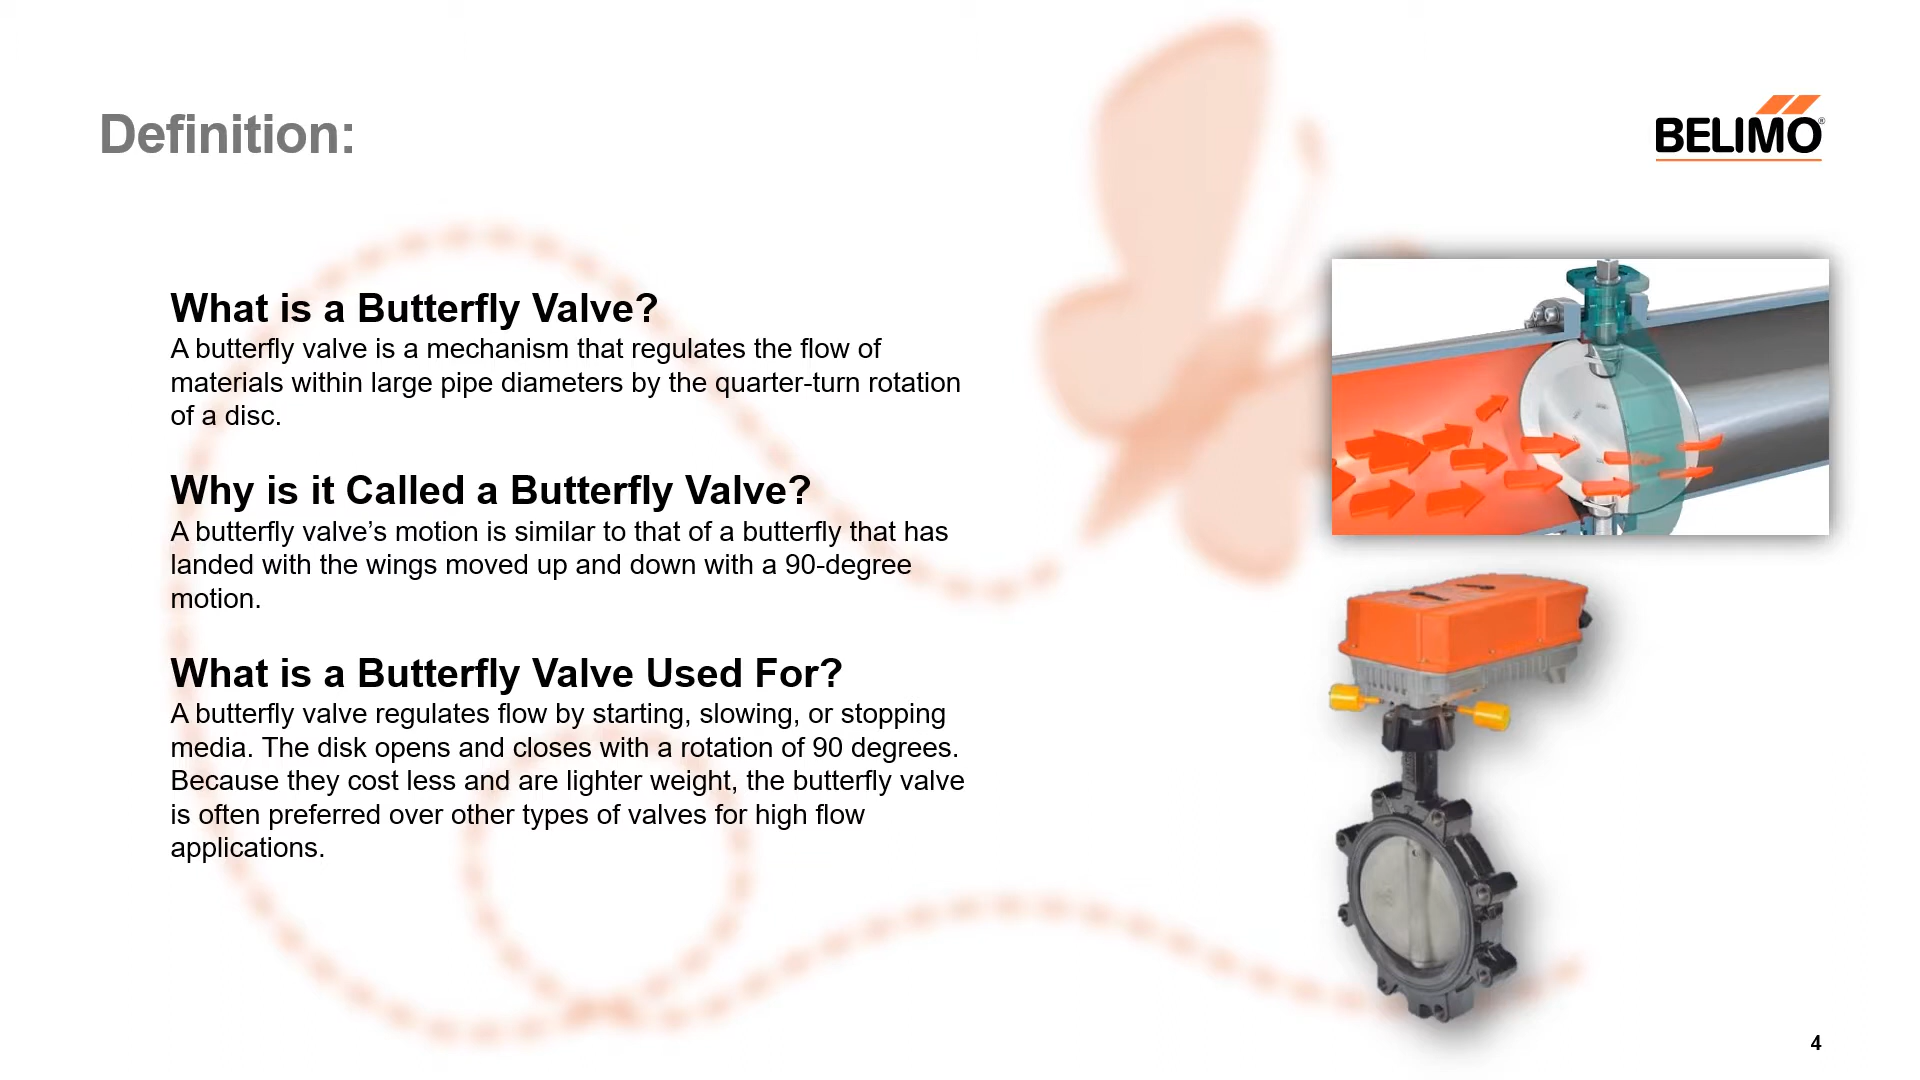 Definition:
BELIMO®
What is a Butterfly Valve?
A butterfly valve is a mechanism that regulates the flow of
materials within large pipe diameters by the quarter-turn rotation
of a disc.
Why is it Called a Butterfly Valve?
A butterfly valve’s motion is similar to that of a butterfly that has
landed with the wings moved up and down with a 90-degree
motion.
What is a Butterfly Valve Used For?
A butterfly valve regulates flow by starting, slowing, or stopping
media. The disk opens and closes with a rotation of 90 degrees.
Because they cost less and are lighter weight, the butterfly valve
is often preferred over other types of valves for high flow
applications.
4